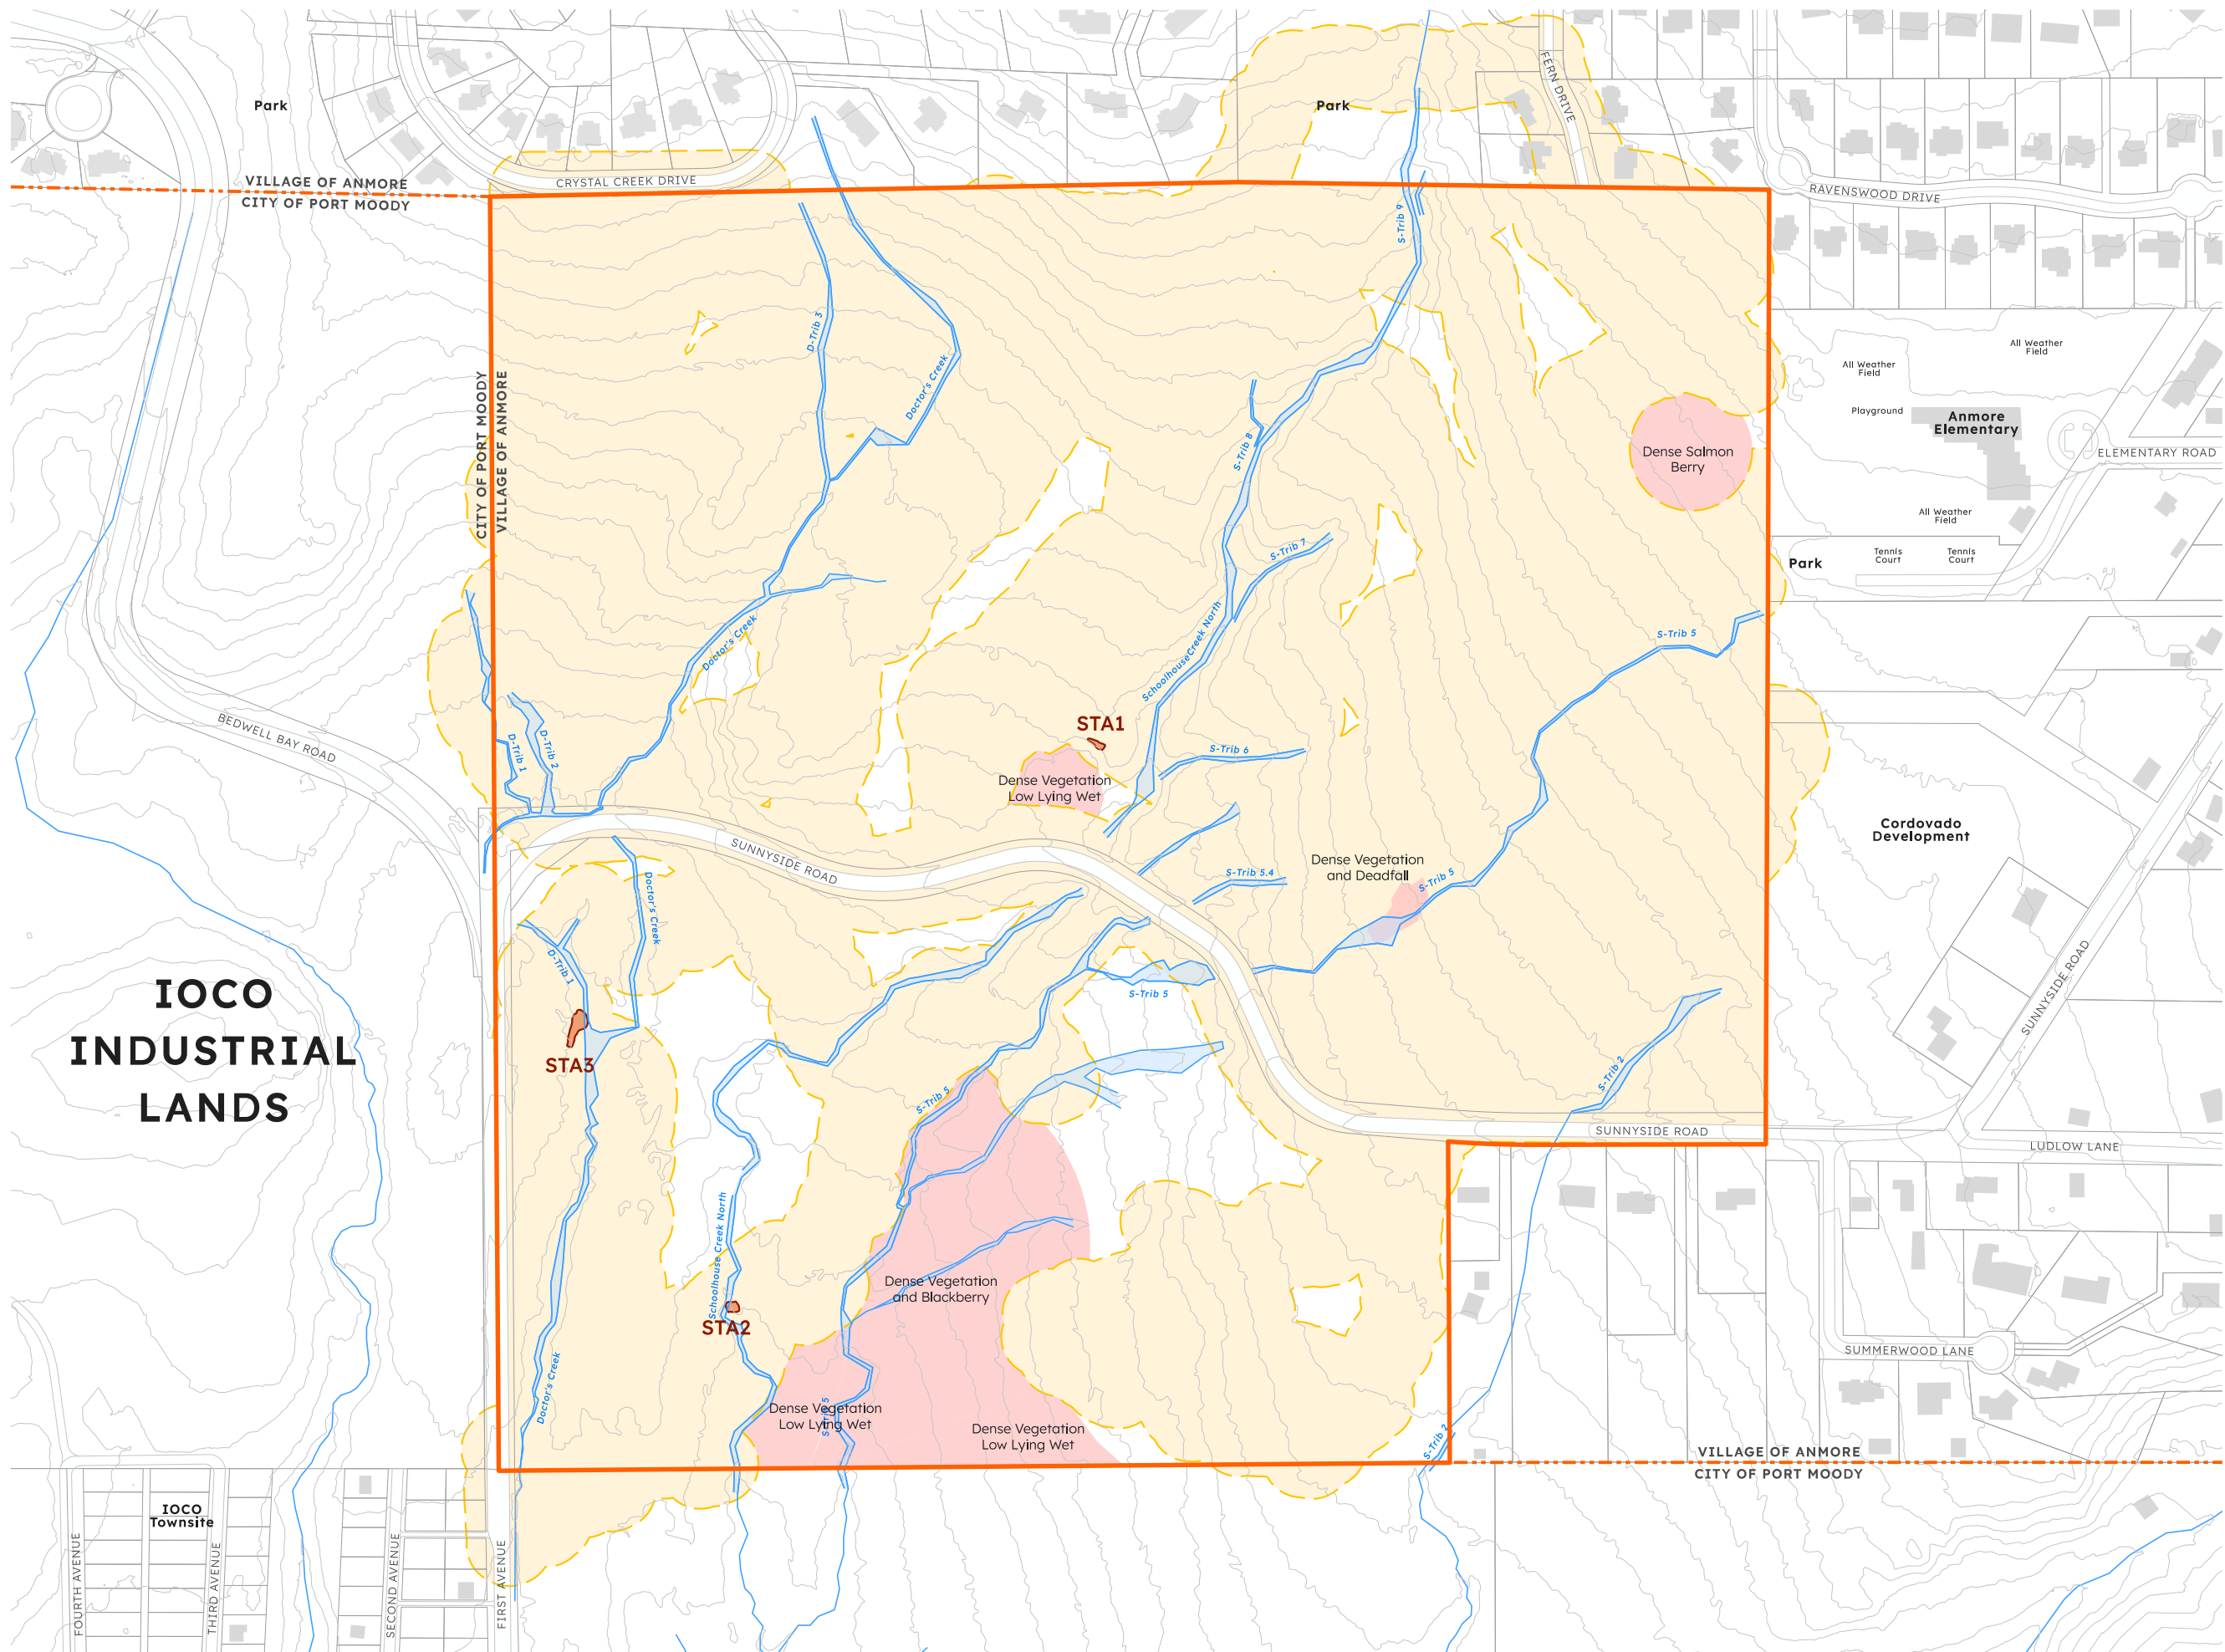 Park
Park
FERN DRIVE
VILLAGE OF ANMORE
CITY OF PORT MOODY
CRYSTAL CREEK DRIVE
RAVENSWOOD DRIVE
S-Trib 9
D-Trib 3
Doctor's Creek
CITY OF PORT MOODY
VILLAGE OF ANMORE
All Weather
Field
All Weather
Field
Playground
Anmore
Elementary
ELEMENTARY ROAD
Dense Salmon
Berry
S-Trib 8
All Weather
Field
S-Trib 7
Tennis
Court
Tennis
Court
Park
Doctor's Creek
SchoolhouseCreek North
S-Trib 5
BEDWELL BAY ROAD
D-Trib 1
D-Trib 2
STA1
S-Trib 6
Dense Vegetation
Low Lying Wet
SUNNYSIDE ROAD
Cordovado
Development
Dense Vegetation
and Deadfall
S-Trib 5.4
S-Trib 5
Doctor's Creek
D-Trib 1
S-Trib 5
SUNNYSIDE ROAD
IOCO
INDUSTRIAL
LANDS
STA3
S-Trib 5
S-Trib 2
SUNNYSIDE ROAD
LUDLOW LANE
Schoolhouse Creek North
Dense Vegetation
and Blackberry
STA2
SUMMERWOOD LANE
Doctor's Creek
Dense Vegetation
Low Lying Wet
S-Trib 5
Dense Vegetation
Low Lying Wet
S-Trib 2
VILLAGE OF ANMORE
CITY OF PORT MOODY
IOCO
Townsite
FOURTH AVENUE
THIRD AVENUE
SECOND AVENUE
FIRST AVENUE